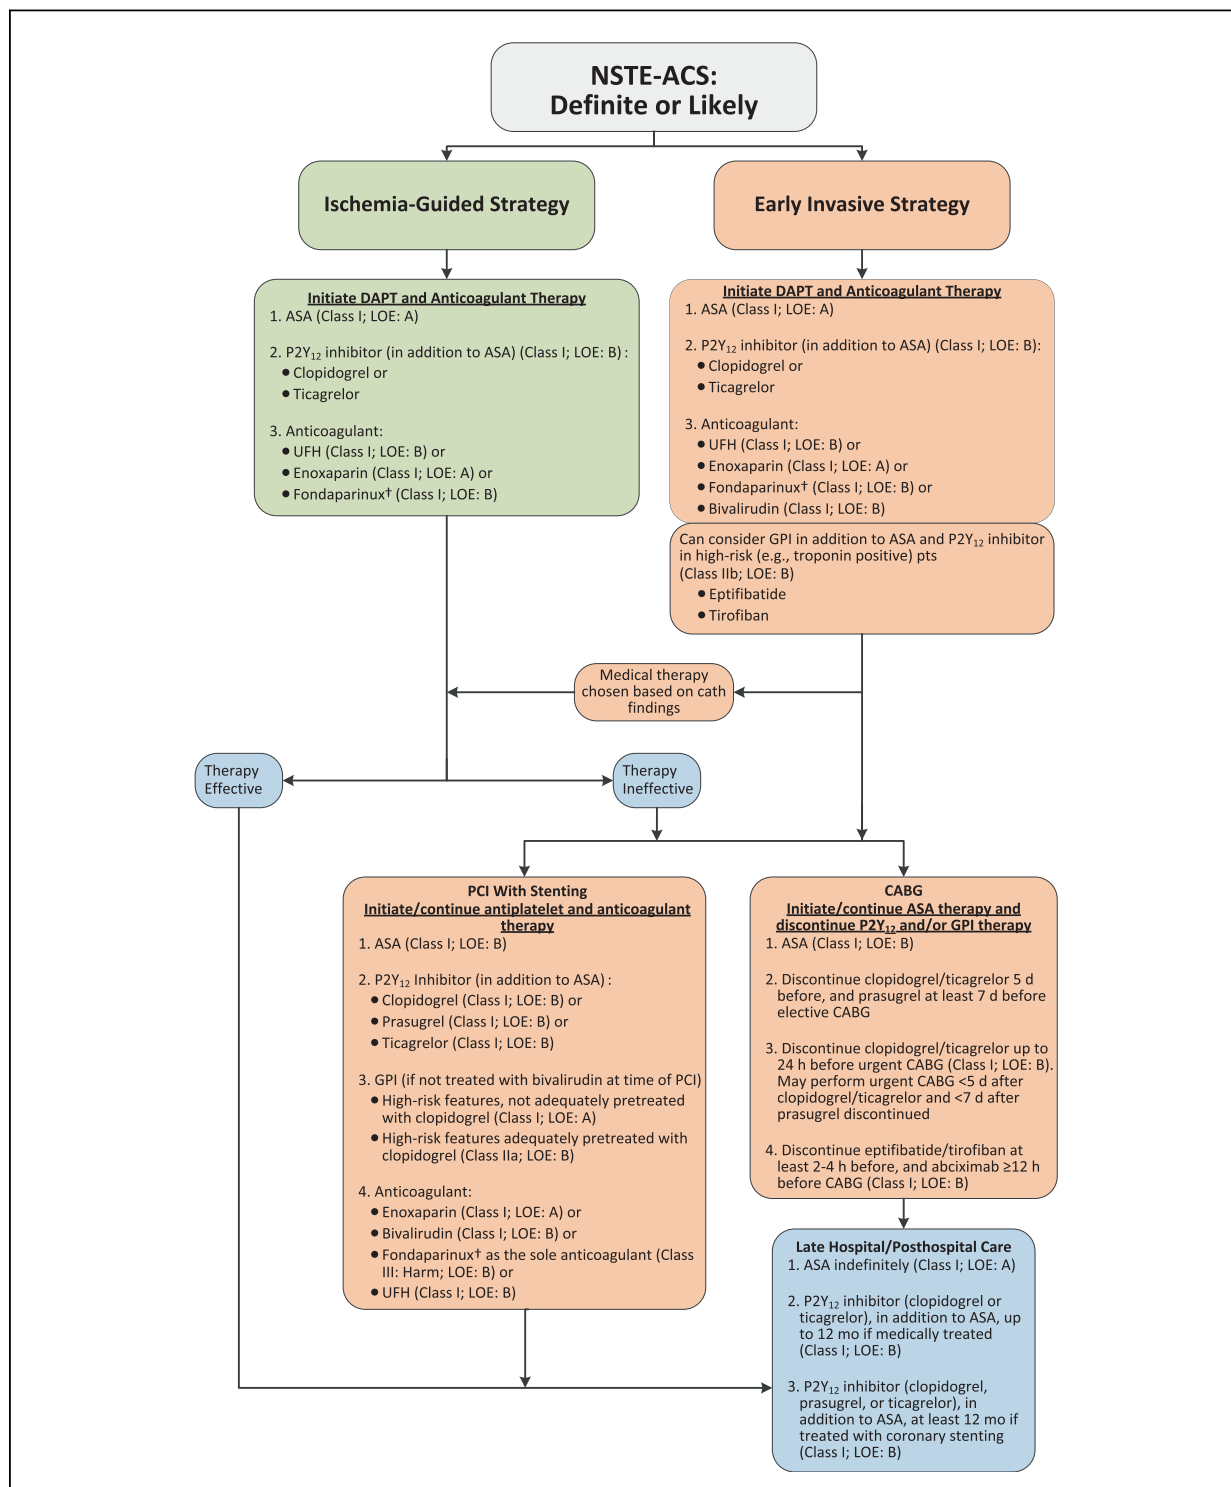 NSTE-ACS:
Definite or Likely
Ischemia-Guided Strategy
Early Invasive Strategy
Initiate DAPT and Anticoagulant Therapy
1. ASA (Class I; LOE: A)
2. P2Y₁₂ inhibitor (in addition to ASA) (Class I; LOE: B) :
● Clopidogrel or
● Ticagrelor
3. Anticoagulant:
● UFH (Class I; LOE: B) or
● Enoxaparin (Class I; LOE: A) or
● Fondaparinux† (Class I; LOE: B)
Initiate DAPT and Anticoagulant Therapy
1. ASA (Class I; LOE: A)
2. P2Y₁₂ inhibitor (in addition to ASA) (Class I; LOE: B):
● Clopidogrel or
● Ticagrelor
3. Anticoagulant:
● UFH (Class I; LOE: B) or
● Enoxaparin (Class I; LOE: A) or
● Fondaparinux† (Class I; LOE: B) or
● Bivalirudin (Class I; LOE: B)
Can consider GPI in addition to ASA and P2Y₁₂ inhibitor
in high-risk (e.g., troponin positive) pts
(Class IIb; LOE: B)
● Eptifibatide
● Tirofiban
Medical therapy
chosen based on cath
findings
Therapy
Effective
Therapy
Ineffective
PCI With Stenting
Initiate/continue antiplatelet and anticoagulant
therapy
1. ASA (Class I; LOE: B)
2. P2Y₁₂ Inhibitor (in addition to ASA) :
● Clopidogrel (Class I; LOE: B) or
● Prasugrel (Class I; LOE: B) or
● Ticagrelor (Class I; LOE: B)
3. GPI (if not treated with bivalirudin at time of PCI)
● High-risk features, not adequately pretreated
with clopidogrel (Class I; LOE: A)
● High-risk features adequately pretreated with
clopidogrel (Class IIa; LOE: B)
4. Anticoagulant:
● Enoxaparin (Class I; LOE: A) or
● Bivalirudin (Class I; LOE: B) or
● Fondaparinux† as the sole anticoagulant (Class
III: Harm; LOE: B) or
● UFH (Class I; LOE: B)
CABG
Initiate/continue ASA therapy and
discontinue P2Y₁₂ and/or GPI therapy
1. ASA (Class I; LOE: B)
2. Discontinue clopidogrel/ticagrelor 5 d
before, and prasugrel at least 7 d before
elective CABG
3. Discontinue clopidogrel/ticagrelor up to
24 h before urgent CABG (Class I; LOE: B).
May perform urgent CABG <5 d after
clopidogrel/ticagrelor and <7 d after
prasugrel discontinued
4. Discontinue eptifibatide/tirofiban at
least 2-4 h before, and abciximab ≥12 h
before CABG (Class I; LOE: B)
Late Hospital/Posthospital Care
1. ASA indefinitely (Class I; LOE: A)
2. P2Y₁₂ inhibitor (clopidogrel or
ticagrelor), in addition to ASA, up
to 12 mo if medically treated
(Class I; LOE: B)
3. P2Y₁₂ inhibitor (clopidogrel,
prasugrel, or ticagrelor), in
addition to ASA, at least 12 mo if
treated with coronary stenting
(Class I; LOE: B)